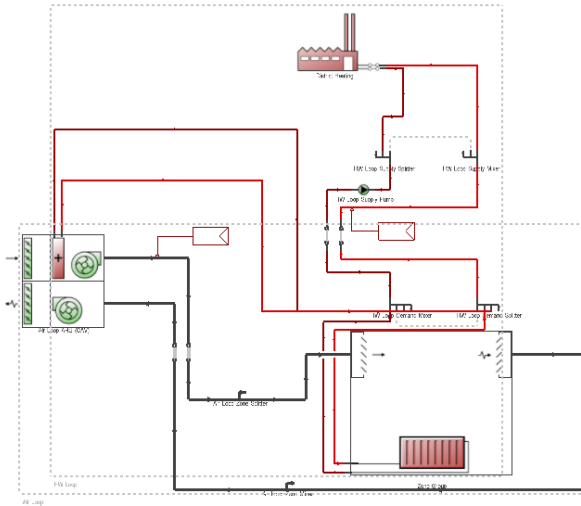 District Heating
HW Loop Supply Splitter
HW Loop Supply Mixer
HW Loop Supply Pump
Air Loop AHU (CAV)
HW Loop Demand Mixer
HW Loop Demand Splitter
Air Loop Zone Splitter
Zone Group
HW Loop
Air Loop Zone Mixer
Air Loop